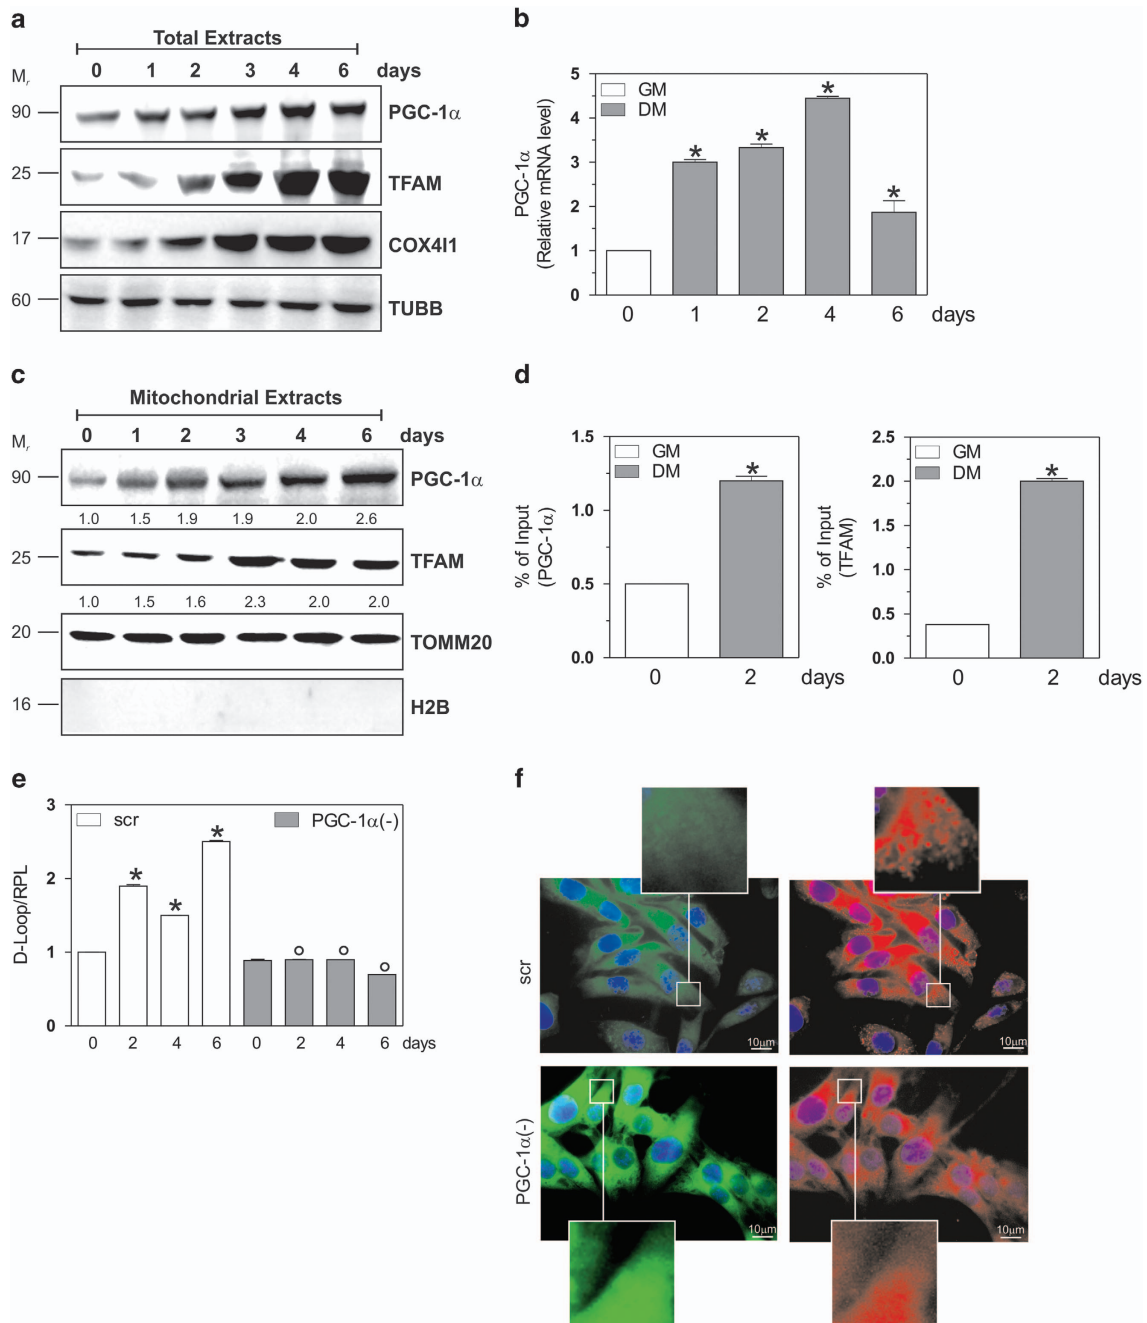 a
Total Extracts
0 1 2 3 4 6 days
Mr
90 PGC-1α
25 TFAM
17 COX4I1
60 TUBB
b
PGC-1α
(Relative mRNA level)
5
4
3
2
1
0
GM
DM
* * * *
0 1 2 4 6 days
c
Mitochondrial Extracts
0 1 2 3 4 6 days
Mr
90 PGC-1α
1.0 1.5 1.9 1.9 2.0 2.6
25 TFAM
1.0 1.5 1.6 2.3 2.0 2.0
20 TOMM20
16 H2B
d
% of Input
(PGC-1α)
1.5
1.0
0.5
0.0
GM
DM
*
0 2 days
% of Input
(TFAM)
2.5
2.0
1.5
1.0
0.5
0.0
GM
DM
*
0 2 days
e
D-Loop/RPL
3
2
1
0
scr PGC-1α(-)
* * *
0 2 4 6 0 2 4 6 days
f
scr
10μm 10μm
PGC-1α(-)
10μm 10μm